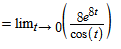 = lim_{t→0} ( 8e^{8t} / cos(t) )